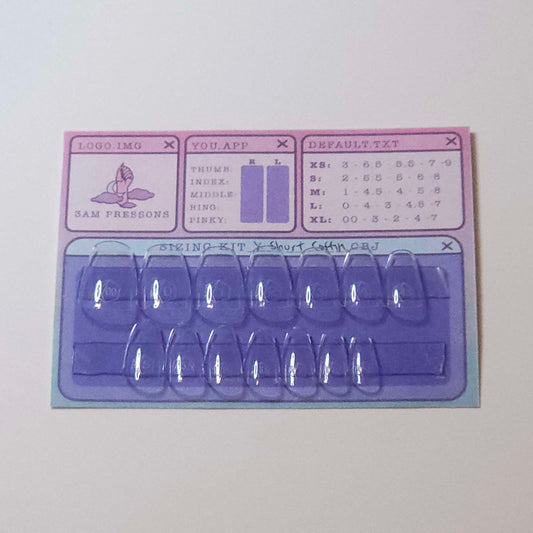 LOGO.IMG X
3AM PRESSONS
YOU.APP X
R L
THUMB:
INDEX:
MIDDLE:
RING:
PINKY:
DEFAULT.TXT X
XS: 3 - 6.5 - 5.5 - 7 - 9
S: 2 - 5.5 - 5 - 6 - 8
M: 1 - 4.5 - 4 - 5 - 8
L: 0 - 4 - 3 - 4.5 - 7
XL: 00 - 3 - 2 - 4 - 7
SIZING KIT Short Coffin .OBJ X